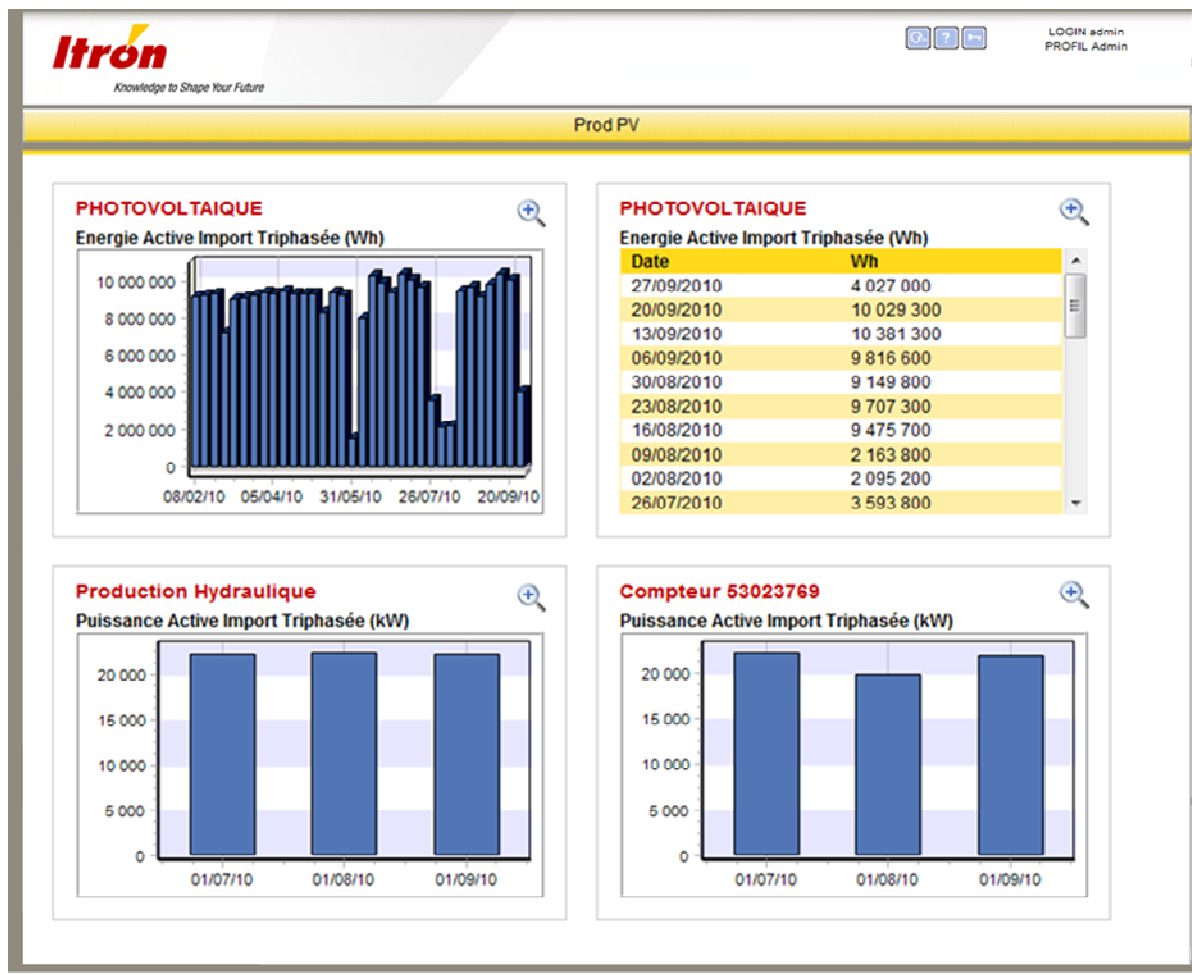 Itrón
Knowledge to Shape Your Future
?
LOGIN admin
PROFIL Admin
Prod PV
PHOTOVOLTAIQUE
Energie Active Import Triphasée (Wh)
10 000 000
8 000 000
6 000 000
4 000 000
2 000 000
0
08/02/10 05/04/10 31/05/10 26/07/10 20/09/10
PHOTOVOLTAIQUE
Energie Active Import Triphasée (Wh)
Date Wh
27/09/2010 4 027 000
20/09/2010 10 029 300
13/09/2010 10 381 300
06/09/2010 9 816 600
30/08/2010 9 149 800
23/08/2010 9 707 300
16/08/2010 9 475 700
09/08/2010 2 163 800
02/08/2010 2 095 200
26/07/2010 3 593 800
Production Hydraulique
Puissance Active Import Triphasée (kW)
20 000
15 000
10 000
5 000
0
01/07/10 01/08/10 01/09/10
Compteur 53023769
Puissance Active Import Triphasée (kW)
20 000
15 000
10 000
5 000
0
01/07/10 01/08/10 01/09/10